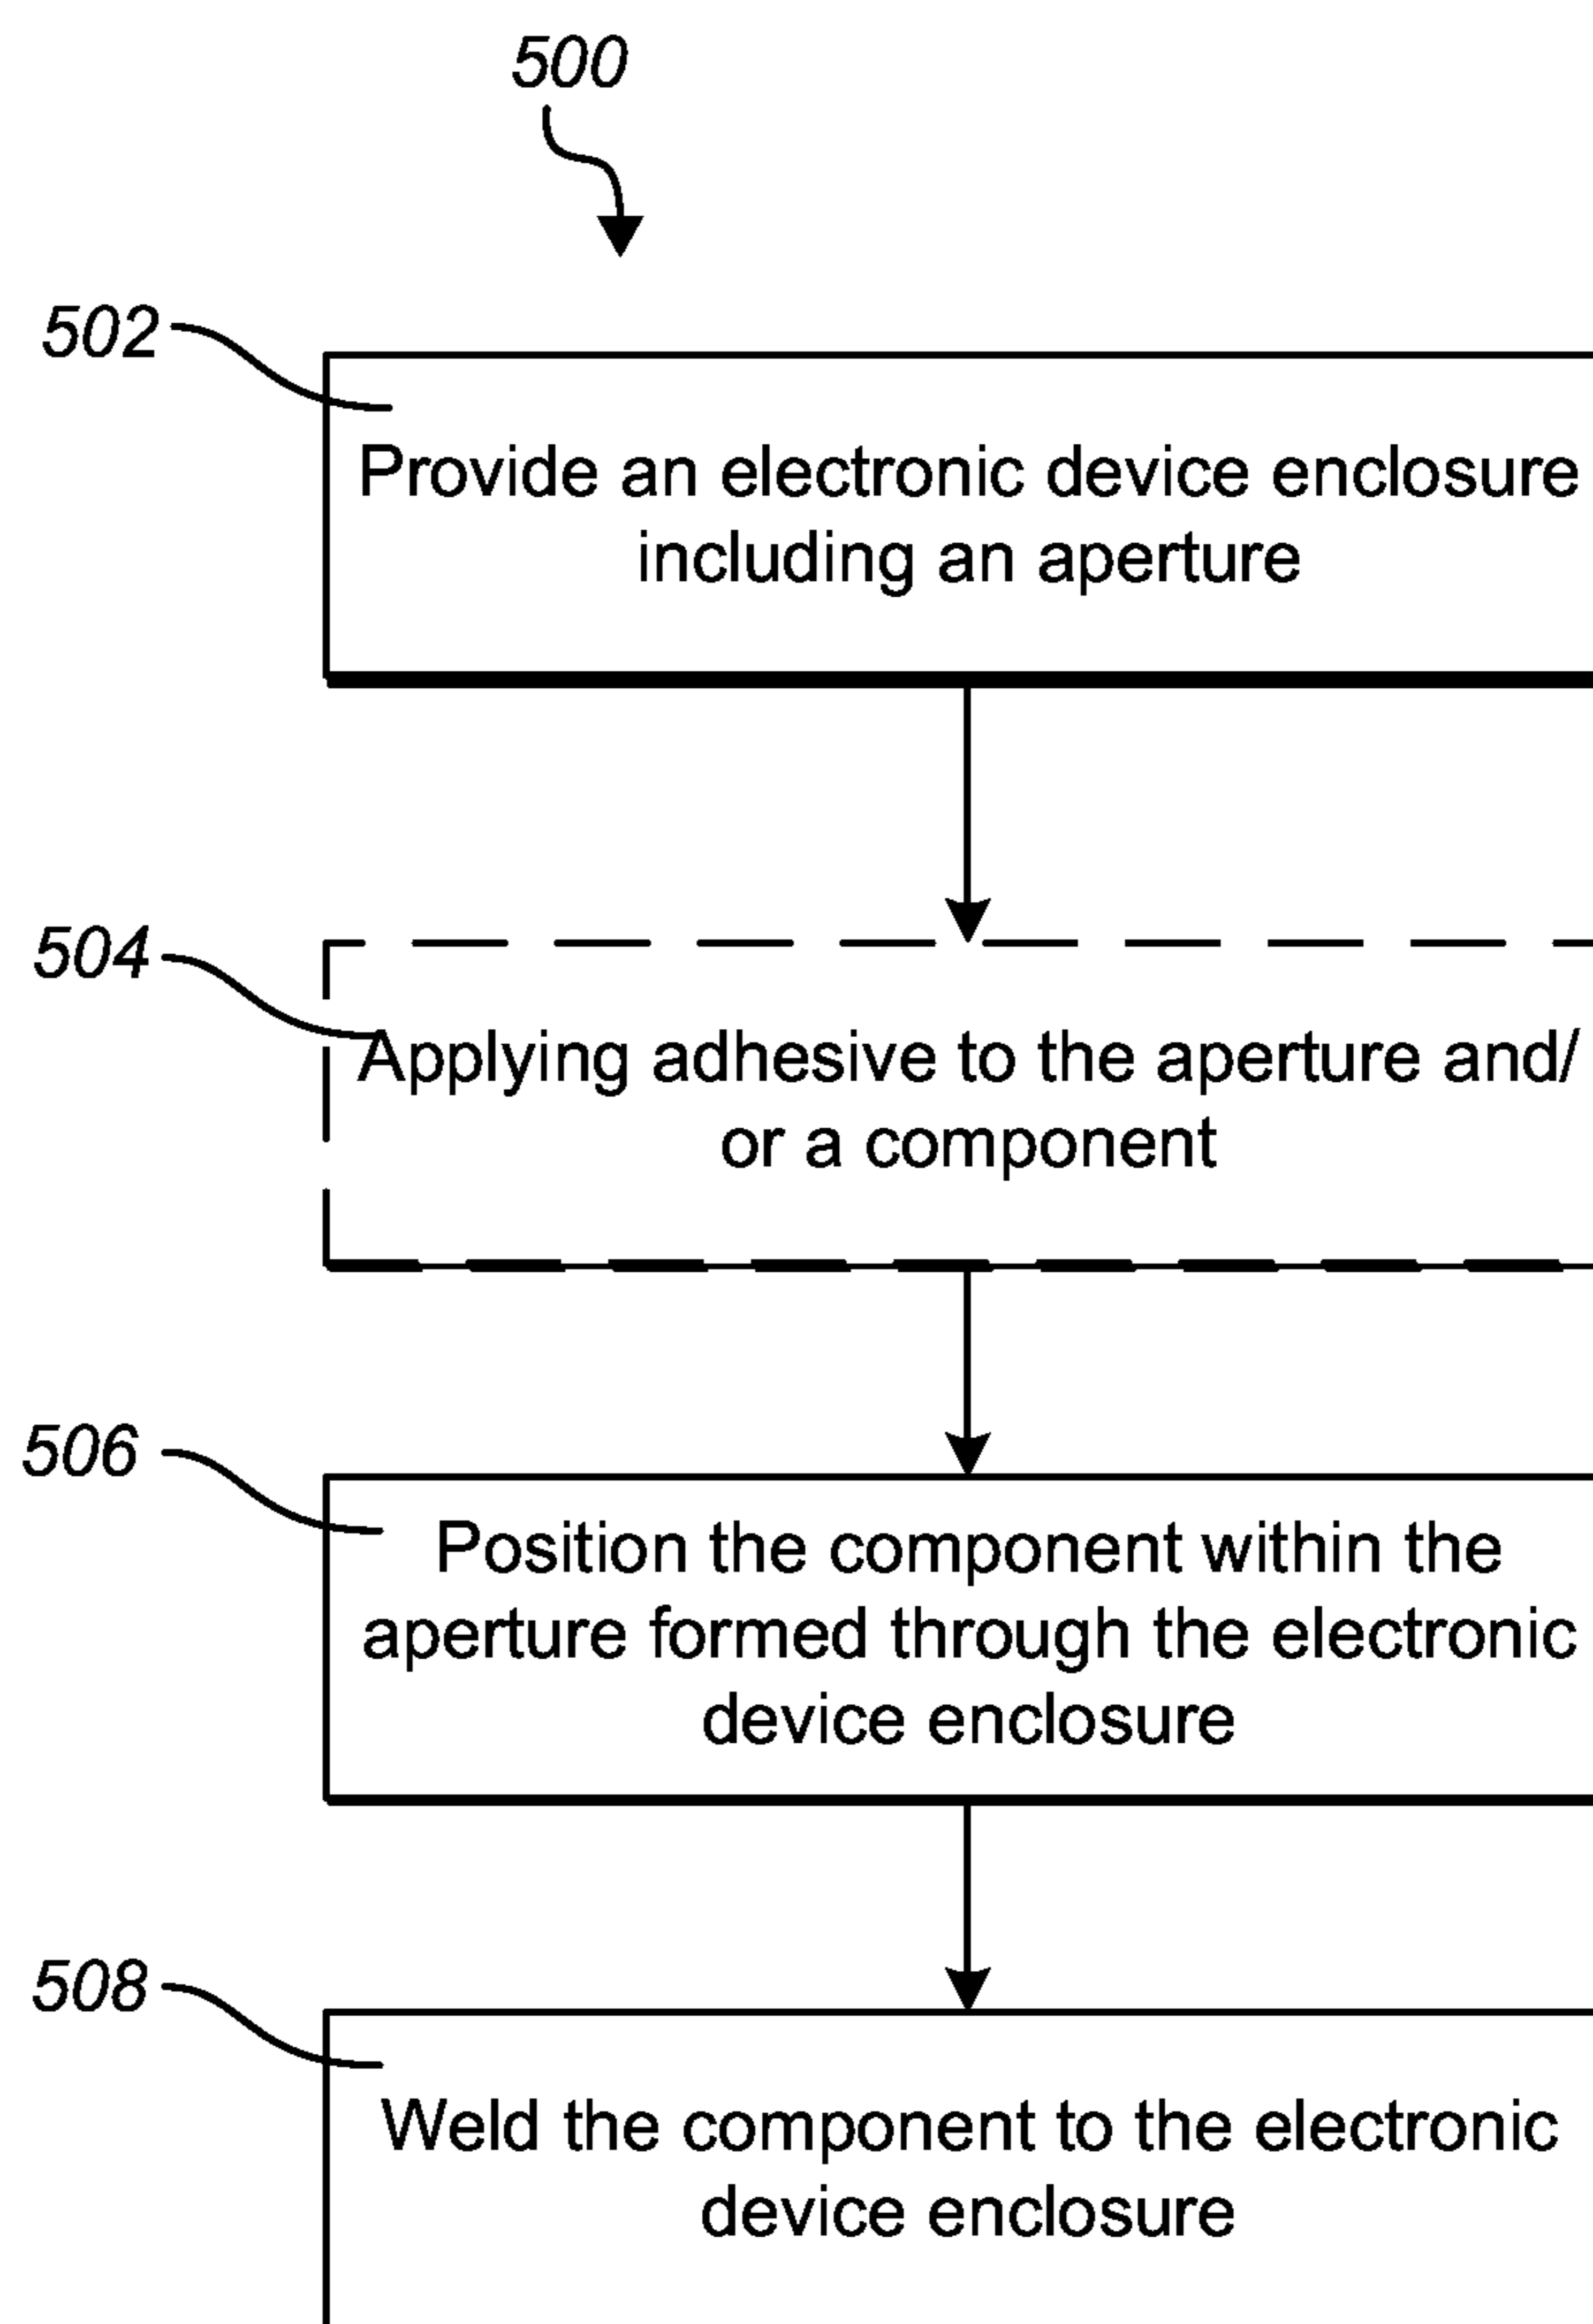 500
502
Provide an electronic device enclosure
including an aperture
504
Applying adhesive to the aperture and/
or a component
506
Position the component within the
aperture formed through the electronic
device enclosure
508
Weld the component to the electronic
device enclosure